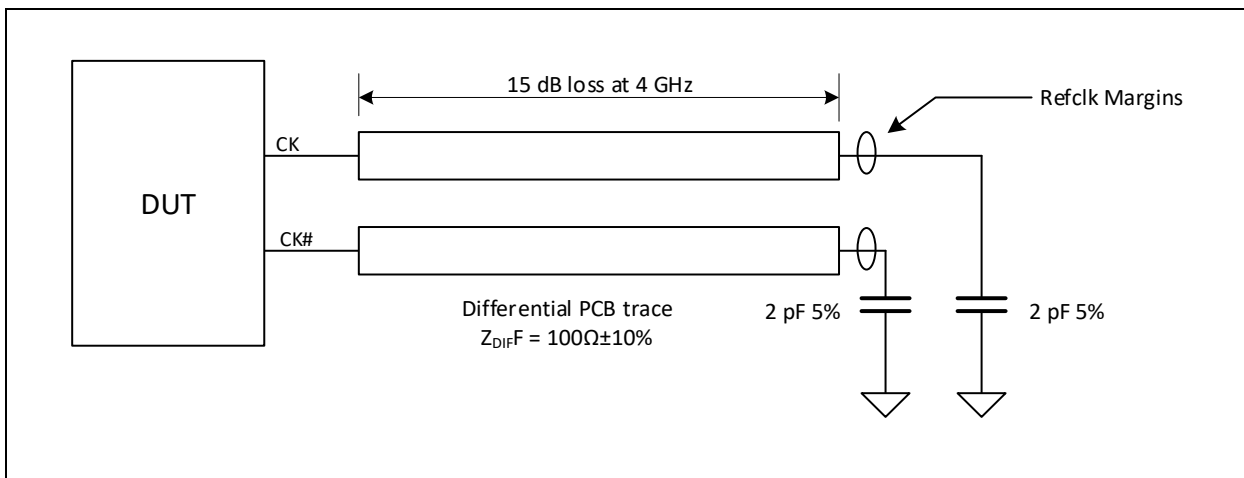 15 dB loss at 4 GHz
Refclk Margins
CK
DUT
CK#
Differential PCB trace
Z_DIFF = 100Ω±10%
2 pF 5%
2 pF 5%